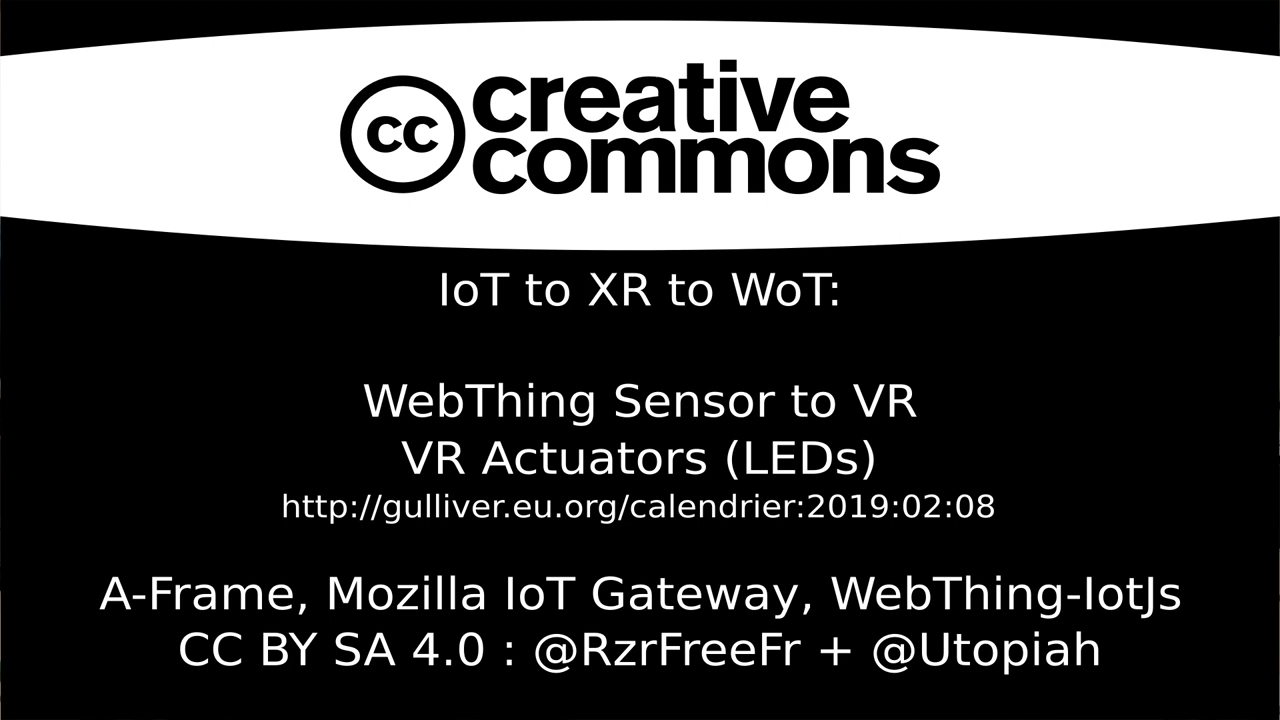 cc creative
commons
IoT to XR to WoT:
WebThing Sensor to VR
VR Actuators (LEDs)
http://gulliver.eu.org/calendrier:2019:02:08
A-Frame, Mozilla IoT Gateway, WebThing-IotJs
CC BY SA 4.0 : @RzrFreeFr + @Utopiah